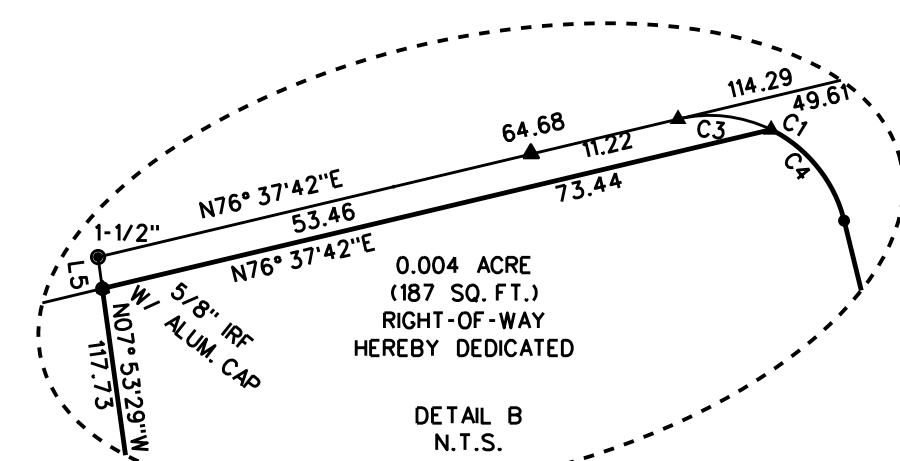 114.29
49.61
64.68
C3
C1
11.22
C4
73.44
N76° 37'42"E
53.46
N76° 37'42"E
1-1/2"
L5
5/8" IRF
W/ ALUM. CAP
N07° 53'29"W
117.73
0.004 ACRE
(187 SQ. FT.)
RIGHT-OF-WAY
HEREBY DEDICATED
DETAIL B
N.T.S.